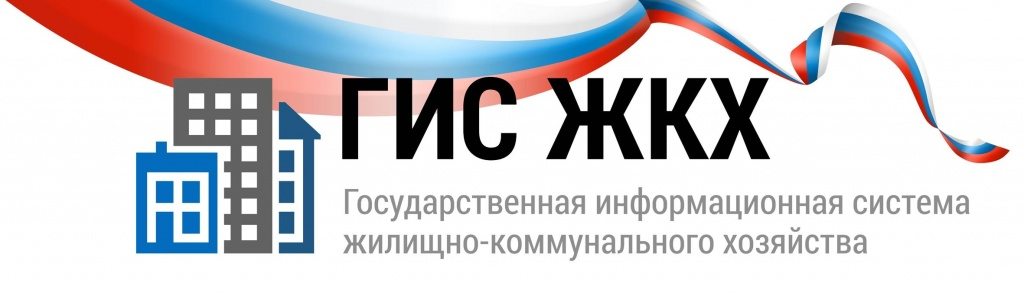 ГИС ЖКХ
Государственная информационная система
жилищно-коммунального хозяйства